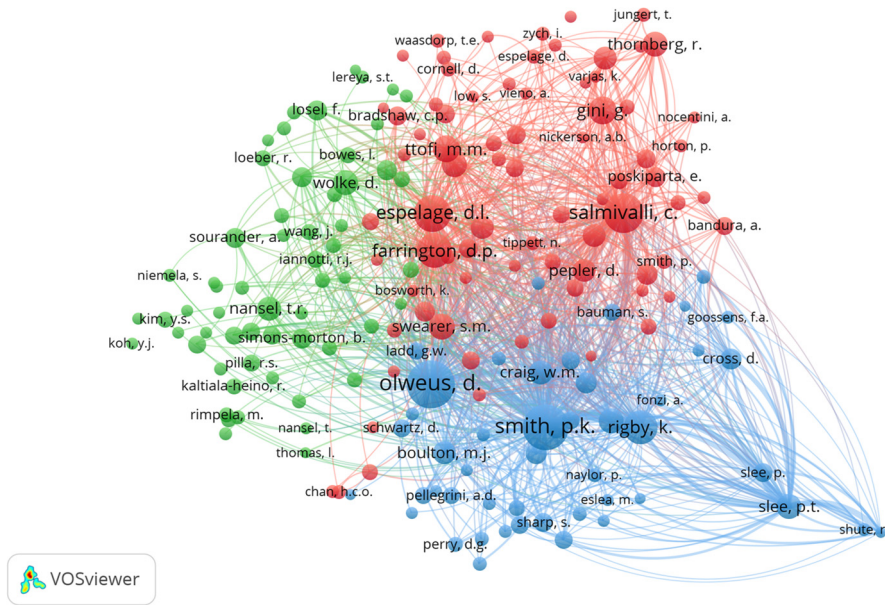 jungert, t.
zych, i.
waasdorp, t.e.
thornberg, r.
espelage, d.
cornell, d.
lereya, s.t.
varjas, k.
low, s.
vieno, a.
losel, f.
bradshaw, c.p.
gini, g.
nocentini, a.
nickerson, a.b.
ttofi, m.m.
horton, p.
loeber, r.
bowes, l.
wolke, d.
poskiparta, e.
espelage, d.l.
salmivalli, c.
bandura, a.
wang, j.
sourander, a.
tippett, n.
farrington, d.p.
smith, p.
iannotti, r.j.
pepler, d.
niemela, s.
bosworth, k.
nansel, t.r.
bauman, s.
goossens, f.a.
kim, y.s.
swearer, s.m.
simons-morton, b.
koh, y.j.
ladd, g.w.
cross, d.
pilla, r.s.
craig, w.m.
olweus, d.
kaltiala-heino, r.
fonzi, a.
rimpela, m.
smith, p.k.
rigby, k.
nansel, t.
schwartz, d.
thomas, l.
boulton, m.j.
slee, p.
naylor, p.
chan, h.c.o.
pellegrini, a.d.
eslea, m.
slee, p.t.
sharp, s.
shute, r
perry, d.g.
VOSviewer